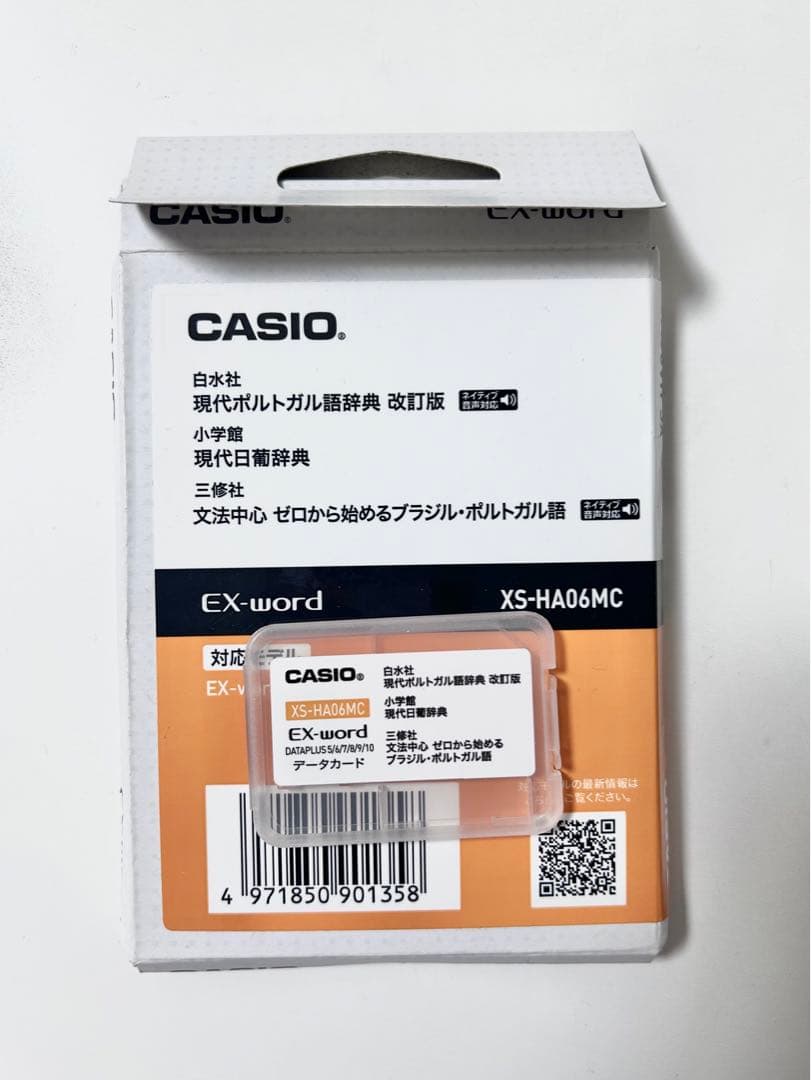 CASIO®
EX-word
CASIO®
白水社
現代ポルトガル語辞典 改訂版 ネイティブ音声対応
小学館
現代日葡辞典
三修社
文法中心 ゼロから始めるブラジル・ポルトガル語 ネイティブ音声対応
EX-word XS-HA06MC
対応モデル
EX-wor
CASIO®
XS-HA06MC
EX-word
DATAPLUS 5/6/7/8/9/10
データカード
白水社
現代ポルトガル語辞典 改訂版
小学館
現代日葡辞典
三修社
文法中心 ゼロから始める
ブラジル・ポルトガル語
の最新情報は
ご覧ください。
4 971850 901358